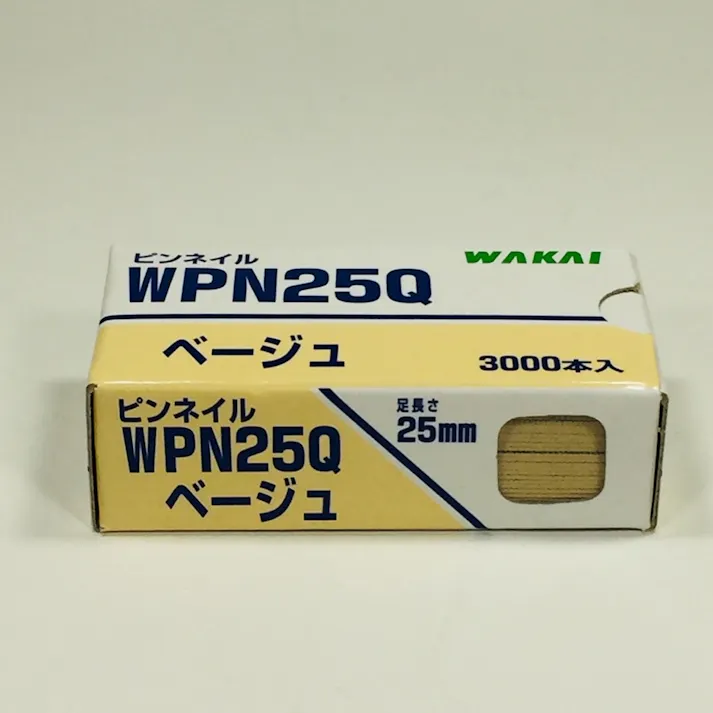 ピンネイル
WAKAI
WPN25Q
ベージュ
3000本入
ピンネイル
WPN25Q
ベージュ
足長さ
25mm